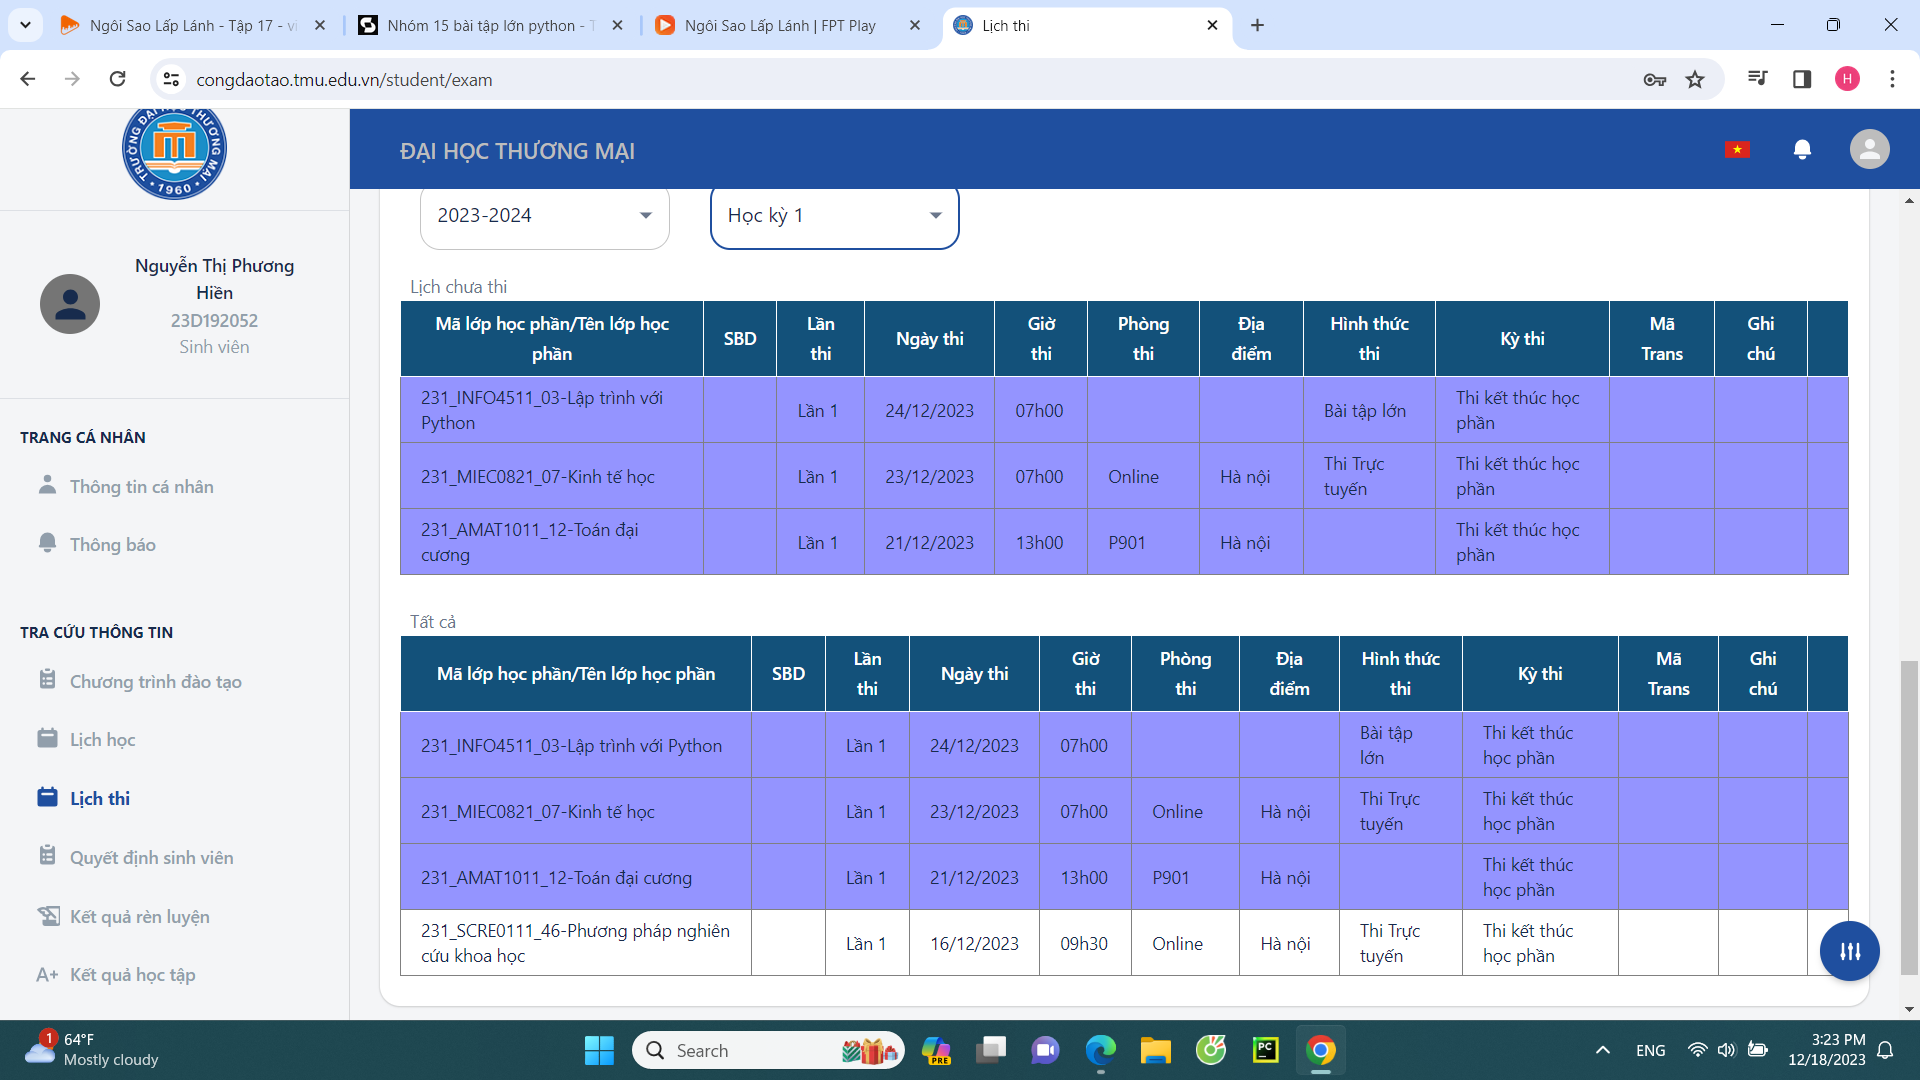 Ngôi Sao Lấp Lánh - Tập 17 - vi
Nhóm 15 bài tập lớn python - T
Ngôi Sao Lấp Lánh | FPT Play
Lịch thi
congdaotao.tmu.edu.vn/student/exam
H
TRƯỜNG ĐẠI HỌC THƯƠNG MẠI
1960
ĐẠI HỌC THƯƠNG MẠI
Nguyễn Thị Phương
Hiền
23D192052
Sinh viên
TRANG CÁ NHÂN
Thông tin cá nhân
Thông báo
TRA CỨU THÔNG TIN
Chương trình đào tạo
Lịch học
Lịch thi
Quyết định sinh viên
Kết quả rèn luyện
A+ Kết quả học tập
2023-2024
Học kỳ 1
Lịch chưa thi
Mã lớp học phần/Tên lớp học
phần
SBD
Lần
thi
Ngày thi
Giờ
thi
Phòng
thi
Địa
điểm
Hình thức
thi
Kỳ thi
Mã
Trans
Ghi
chú
231_INFO4511_03-Lập trình với
Python
Lần 1
24/12/2023
07h00
Bài tập lớn
Thi kết thúc học
phần
231_MIEC0821_07-Kinh tế học
Lần 1
23/12/2023
07h00
Online
Hà nội
Thi Trực
tuyến
Thi kết thúc học
phần
231_AMAT1011_12-Toán đại
cương
Lần 1
21/12/2023
13h00
P901
Hà nội
Thi kết thúc học
phần
Tất cả
Mã lớp học phần/Tên lớp học phần
SBD
Lần
thi
Ngày thi
Giờ
thi
Phòng
thi
Địa
điểm
Hình thức
thi
Kỳ thi
Mã
Trans
Ghi
chú
231_INFO4511_03-Lập trình với Python
Lần 1
24/12/2023
07h00
Bài tập
lớn
Thi kết thúc
học phần
231_MIEC0821_07-Kinh tế học
Lần 1
23/12/2023
07h00
Online
Hà nội
Thi Trực
tuyến
Thi kết thúc
học phần
231_AMAT1011_12-Toán đại cương
Lần 1
21/12/2023
13h00
P901
Hà nội
Thi kết thúc
học phần
231_SCRE0111_46-Phương pháp nghiên
cứu khoa học
Lần 1
16/12/2023
09h30
Online
Hà nội
Thi Trực
tuyến
Thi kết thúc
học phần
1
64°F
Mostly cloudy
Search
PRE
PC
ENG
3:23 PM
12/18/2023